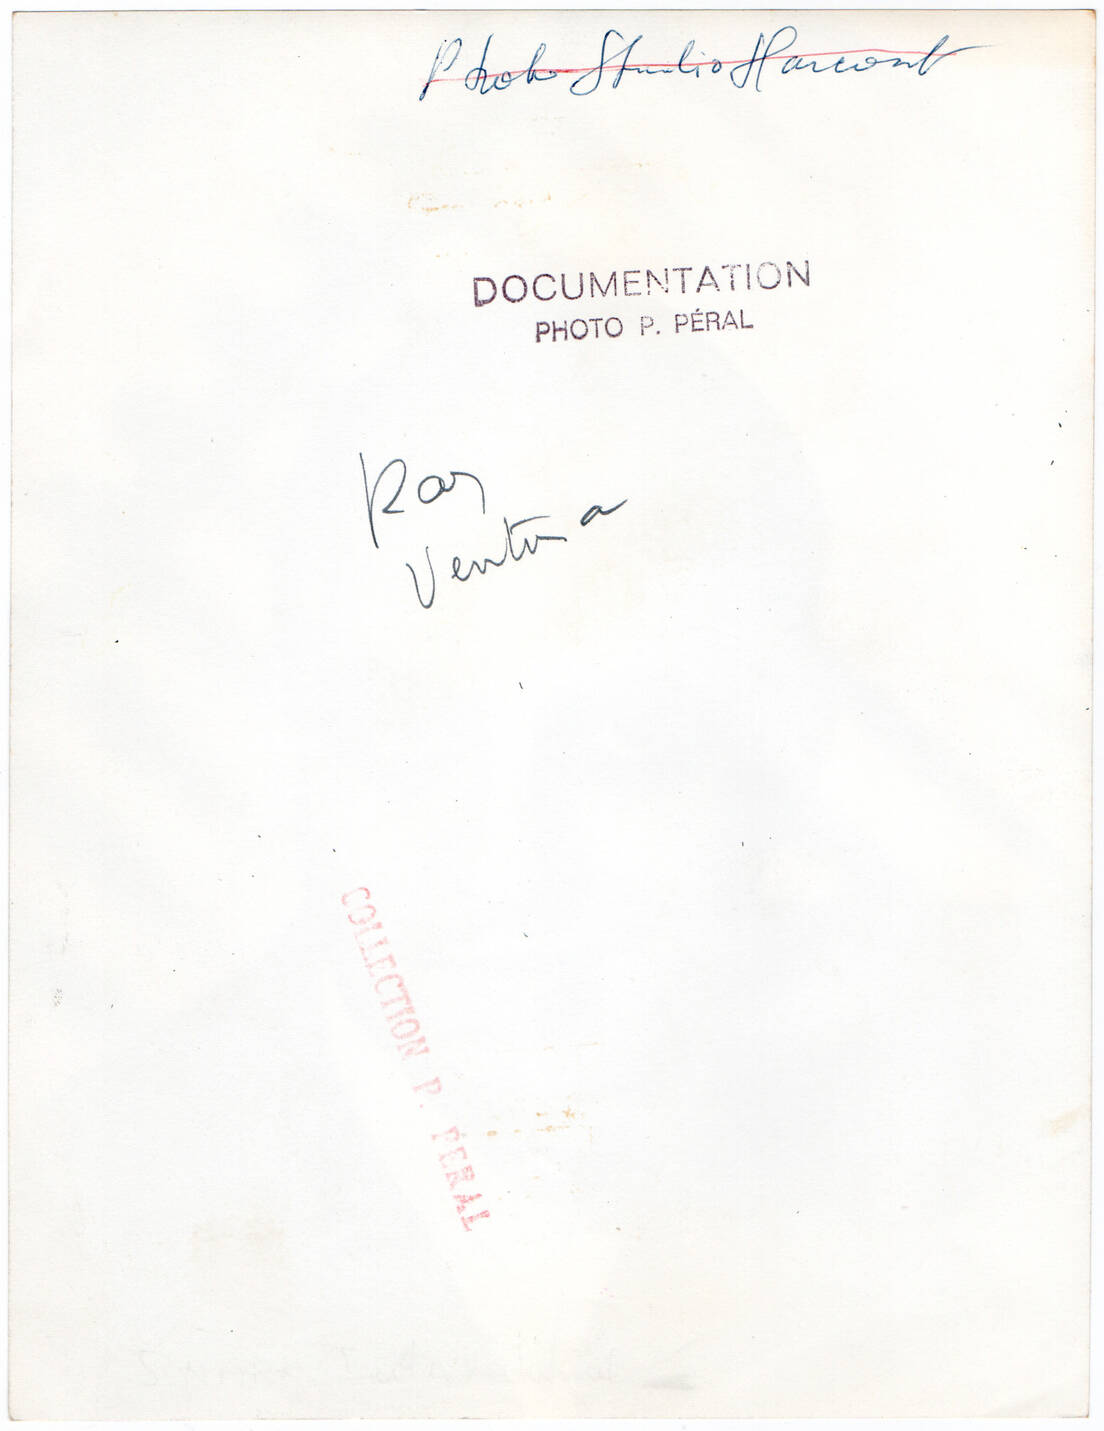 Photo Studio Harcourt
DOCUMENTATION
PHOTO P. PÉRAL
Ray
Ventura
COLLECTION P. PÉRAL